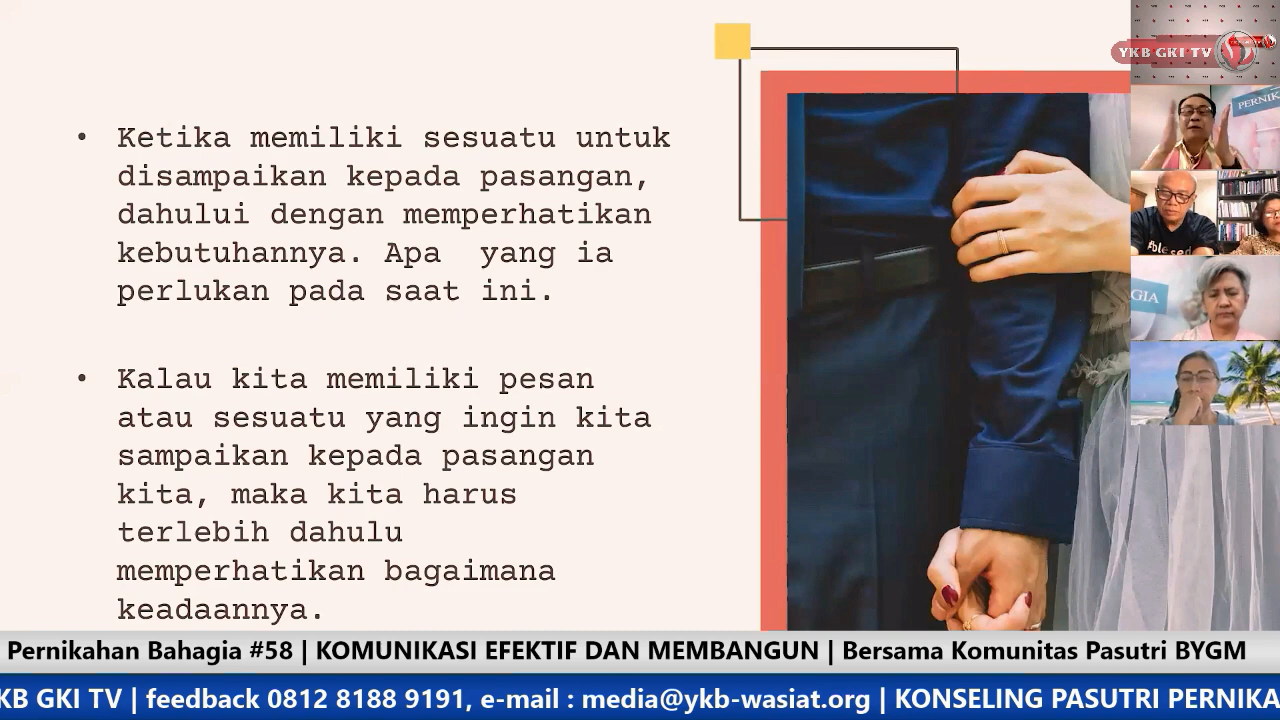 • Ketika memiliki sesuatu untuk
disampaikan kepada pasangan,
dahului dengan memperhatikan
kebutuhannya. Apa yang ia
perlukan pada saat ini.
• Kalau kita memiliki pesan
atau sesuatu yang ingin kita
sampaikan kepada pasangan
kita, maka kita harus
terlebih dahulu
memperhatikan bagaimana
keadaannya.
YKB GKI TV
PERNIK
GIA
Pernikahan Bahagia #58 | KOMUNIKASI EFEKTIF DAN MEMBANGUN | Bersama Komunitas Pasutri BYGM
KB GKI TV | feedback 0812 8188 9191, e-mail : media@ykb-wasiat.org | KONSELING PASUTRI PERNIKA